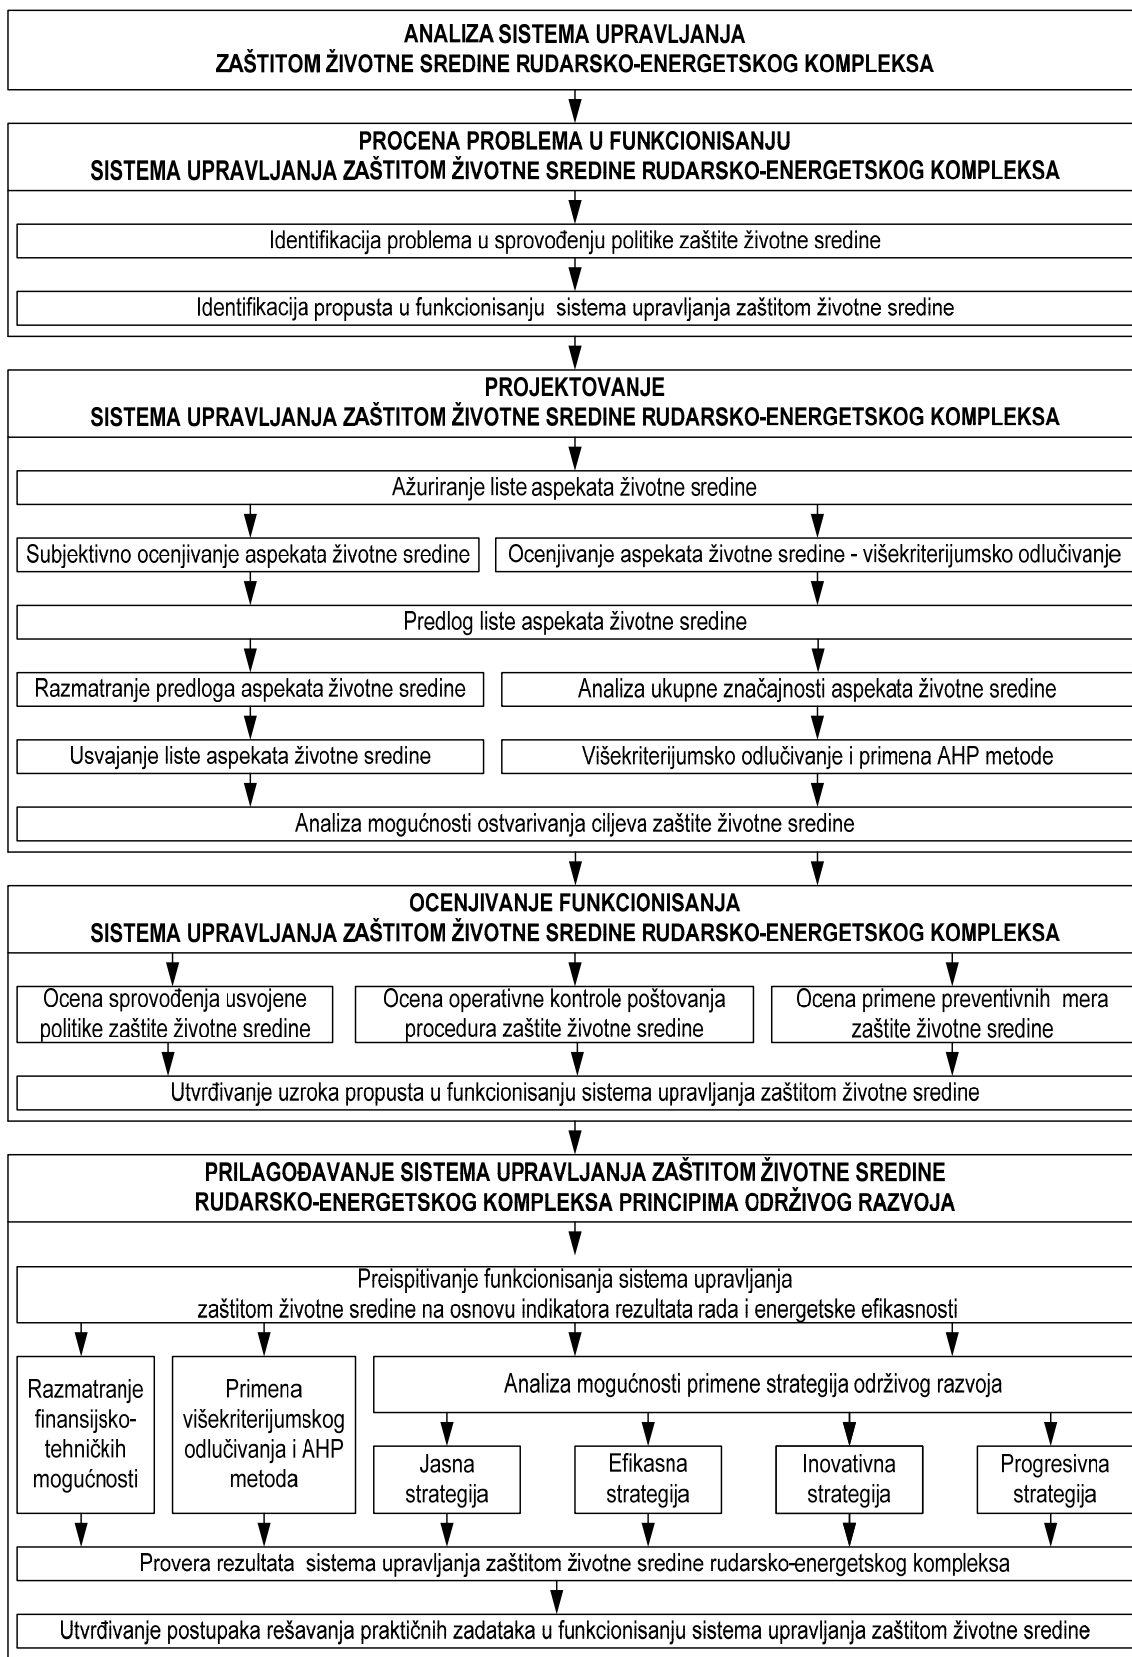 ANALIZA SISTEMA UPRAVLJANJA
ZAŠTITOM ŽIVOTNE SREDINE RUDARSKO-ENERGETSKOG KOMPLEKSA
PROCENA PROBLEMA U FUNKCIONISANJU
SISTEMA UPRAVLJANJA ZAŠTITOM ŽIVOTNE SREDINE RUDARSKO-ENERGETSKOG KOMPLEKSA
Identifikacija problema u sprovođenju politike zaštite životne sredine
Identifikacija propusta u funkcionisanju sistema upravljanja zaštitom životne sredine
PROJEKTOVANJE
SISTEMA UPRAVLJANJA ZAŠTITOM ŽIVOTNE SREDINE RUDARSKO-ENERGETSKOG KOMPLEKSA
Ažuriranje liste aspekata životne sredine
Subjektivno ocenjivanje aspekata životne sredine
Ocenjivanje aspekata životne sredine - višekriterijumsko odlučivanje
Predlog liste aspekata životne sredine
Razmatranje predloga aspekata životne sredine
Analiza ukupne značajnosti aspekata životne sredine
Usvajanje liste aspekata životne sredine
Višekriterijumsko odlučivanje i primena AHP metode
Analiza mogućnosti ostvarivanja ciljeva zaštite životne sredine
OCENJIVANJE FUNKCIONISANJA
SISTEMA UPRAVLJANJA ZAŠTITOM ŽIVOTNE SREDINE RUDARSKO-ENERGETSKOG KOMPLEKSA
Ocena sprovođenja usvojene
politike zaštite životne sredine
Ocena operativne kontrole poštovanja
procedura zaštite životne sredine
Ocena primene preventivnih mera
zaštite životne sredine
Utvrđivanje uzroka propusta u funkcionisanju sistema upravljanja zaštitom životne sredine
PRILAGOĐAVANJE SISTEMA UPRAVLJANJA ZAŠTITOM ŽIVOTNE SREDINE
RUDARSKO-ENERGETSKOG KOMPLEKSA PRINCIPIMA ODRŽIVOG RAZVOJA
Preispitivanje funkcionisanja sistema upravljanja
zaštitom životne sredine na osnovu indikatora rezultata rada i energetske efikasnosti
Razmatranje
finansijsko-
tehničkih
mogućnosti
Primena
višekriterijumskog
odlučivanja i AHP
metoda
Analiza mogućnosti primene strategija održivog razvoja
Jasna
strategija
Efikasna
strategija
Inovativna
strategija
Progresivna
strategija
Provera rezultata sistema upravljanja zaštitom životne sredine rudarsko-energetskog kompleksa
Utvrđivanje postupaka rešavanja praktičnih zadataka u funkcionisanju sistema upravljanja zaštitom životne sredine